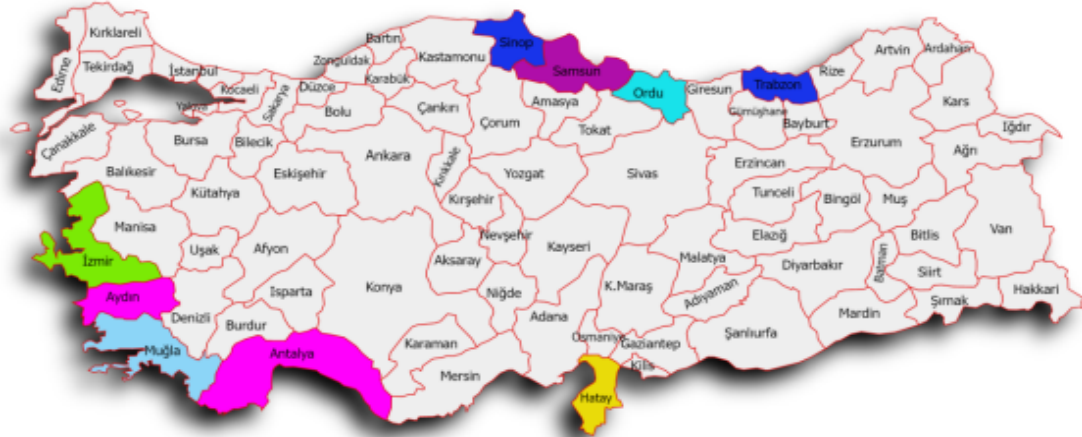 Kırklareli
Edirne
Tekirdağ
İstanbul
Kocaeli
Yalova
Sakarya
Düzce
Zonguldak
Bartın
Karabük
Kastamonu
Sinop
Samsun
Ordu
Giresun
Trabzon
Rize
Artvin
Ardahan
Gümüşhane
Bayburt
Kars
Iğdır
Çanakkale
Bursa
Bilecik
Bolu
Çankırı
Çorum
Amasya
Tokat
Sivas
Erzincan
Erzurum
Ağrı
Balıkesir
Kütahya
Eskişehir
Ankara
Kırıkkale
Yozgat
Kırşehir
Tunceli
Bingöl
Muş
Manisa
Uşak
Afyon
Nevşehir
Kayseri
Malatya
Elazığ
Diyarbakır
Batman
Bitlis
Van
Siirt
Hakkari
Şırnak
İzmir
Aydın
Denizli
Isparta
Burdur
Konya
Aksaray
Niğde
Adana
K.Maraş
Adıyaman
Şanlıurfa
Mardin
Muğla
Antalya
Karaman
Mersin
Osmaniye
Gaziantep
Kilis
Hatay